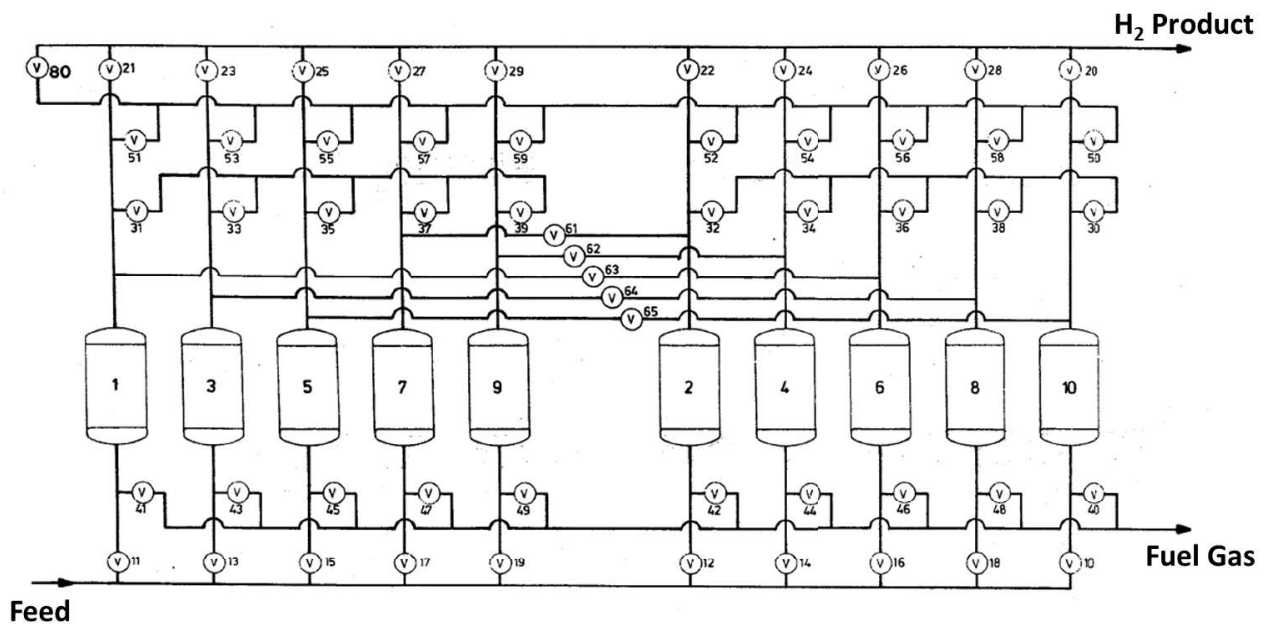 H2 Product
V 80 V 21 V 23 V 25 V 27 V 29 V 22 V 24 V 26 V 28 V 20
V V V V V V V V V V
51 53 55 57 59 52 54 56 58 50
V V V V V V V V V V
31 33 35 37 39 32 34 36 38 30
V 61
V 62
V 63
V 64
V 65
1 3 5 7 9 2 4 6 8 10
V V V V V V V V V V
41 43 45 47 49 42 44 46 48 40
Fuel Gas
V 11 V 13 V 15 V 17 V 19 V 12 V 14 V 16 V 18 V 10
Feed